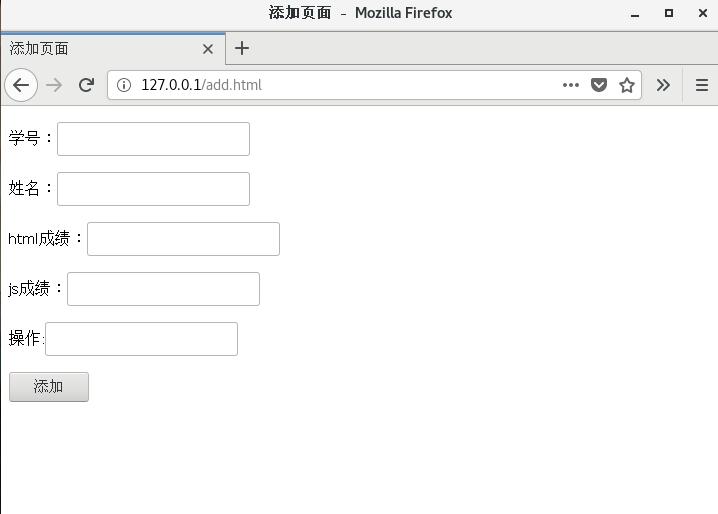 添加页面 - Mozilla Firefox
添加页面
127.0.0.1/add.html
学号：
姓名：
html成绩：
js成绩：
操作:
添加